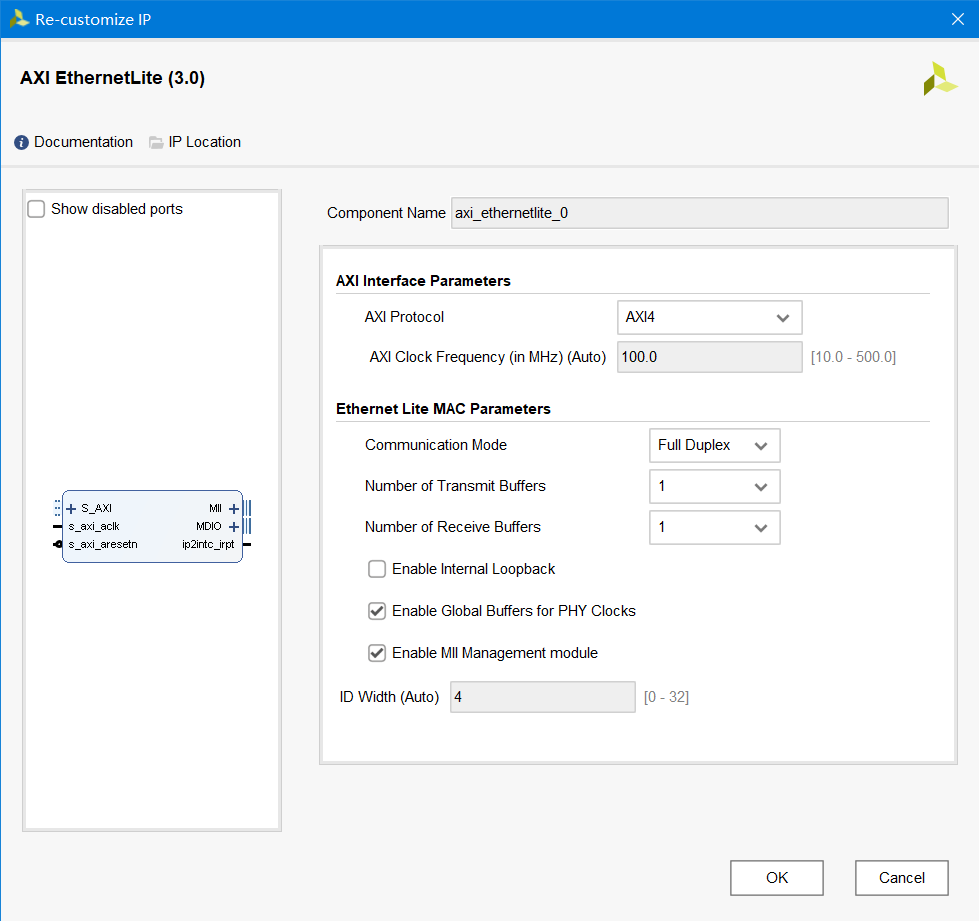 Re-customize IP
AXI EthernetLite (3.0)
Documentation IP Location
Show disabled ports
S_AXI
s_axi_aclk
s_axi_aresetn
MII
MDIO
ip2intc_irpt
Component Name axi_ethernetlite_0
AXI Interface Parameters
AXI Protocol AXI4
AXI Clock Frequency (in MHz) (Auto) 100.0 [10.0 - 500.0]
Ethernet Lite MAC Parameters
Communication Mode Full Duplex
Number of Transmit Buffers 1
Number of Receive Buffers 1
Enable Internal Loopback
Enable Global Buffers for PHY Clocks
Enable MII Management module
ID Width (Auto) 4 [0 - 32]
OK Cancel